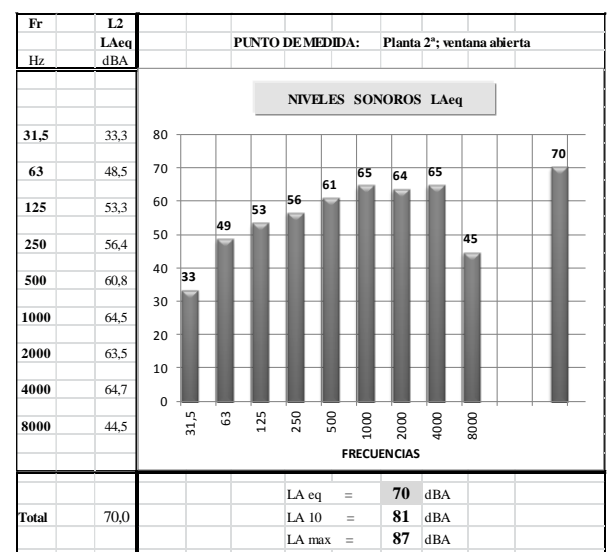 Fr L2
LAeq PUNTO DE MEDIDA: Planta 2ª; ventana abierta
Hz dBA
NIVELES SONOROS LAeq
31,5 33,3
63 48,5
125 53,3
250 56,4
500 60,8
1000 64,5
2000 63,5
4000 64,7
8000 44,5
80
70
60
50
40
30
20
10
0
33 49 53 56 61 65 64 65 45 70
31,5 63 125 250 500 1000 2000 4000 8000
FRECUENCIAS
LA eq = 70 dBA
Total 70,0 LA 10 = 81 dBA
LA max = 87 dBA